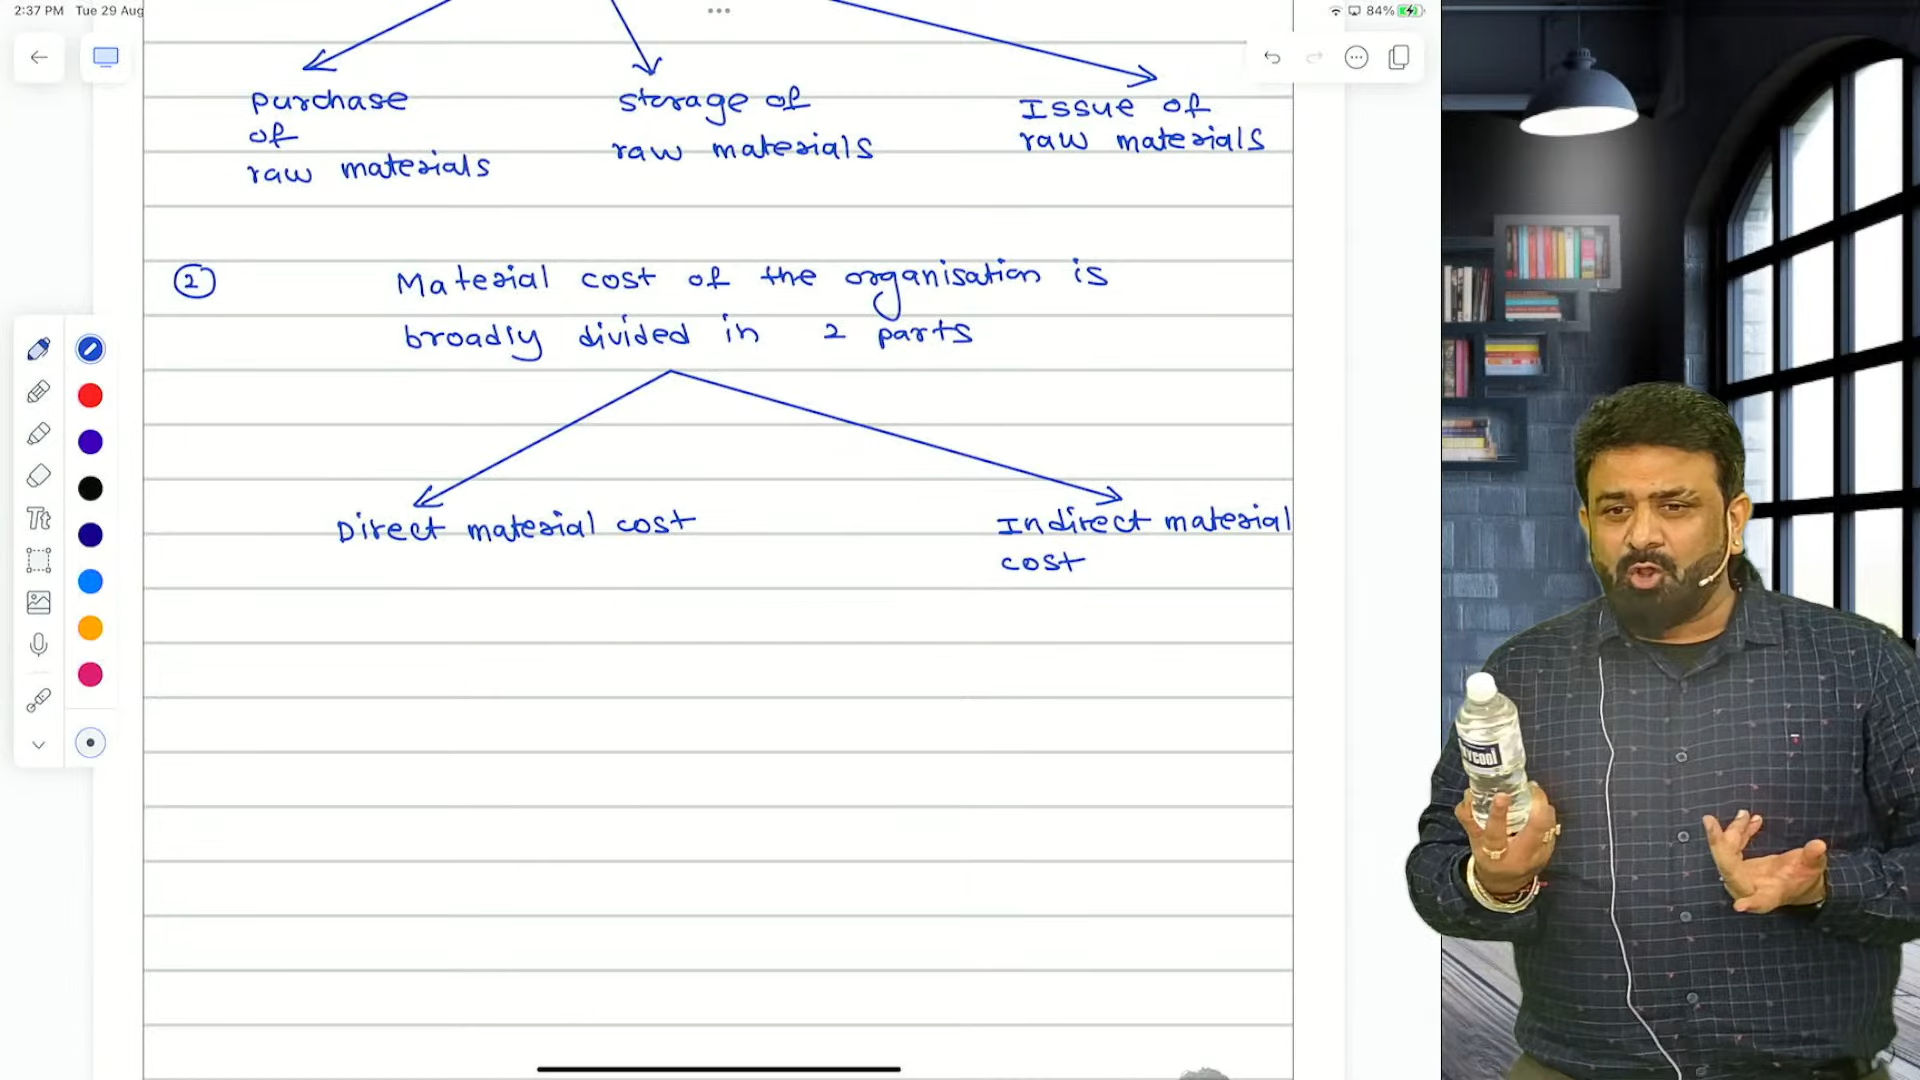 2:37 PM Tue 29 Aug
84%
purchase
of
raw materials
storage of
raw materials
Issue of
raw materials
2
Material cost of the organisation is
broadly divided in 2 parts
Direct material cost
Indirect material
cost
Tt